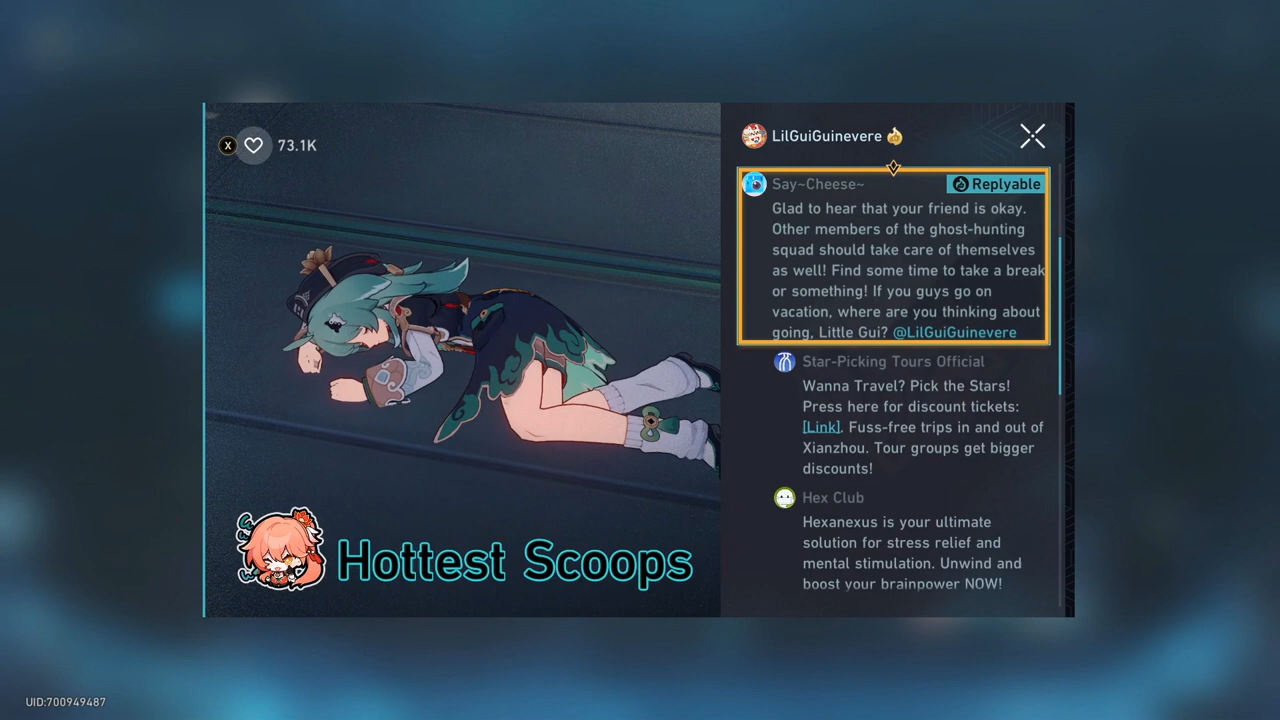 X 73.1K
LilGuiGuinevere
Say~Cheese~
Replyable
Glad to hear that your friend is okay.
Other members of the ghost-hunting
squad should take care of themselves
as well! Find some time to take a break
or something! If you guys go on
vacation, where are you thinking about
going, Little Gui? @LilGuiGuinevere
Star-Picking Tours Official
Wanna Travel? Pick the Stars!
Press here for discount tickets:
[Link]. Fuss-free trips in and out of
Xianzhou. Tour groups get bigger
discounts!
Hex Club
Hexanexus is your ultimate
solution for stress relief and
mental stimulation. Unwind and
boost your brainpower NOW!
Hottest Scoops
UID:700949487